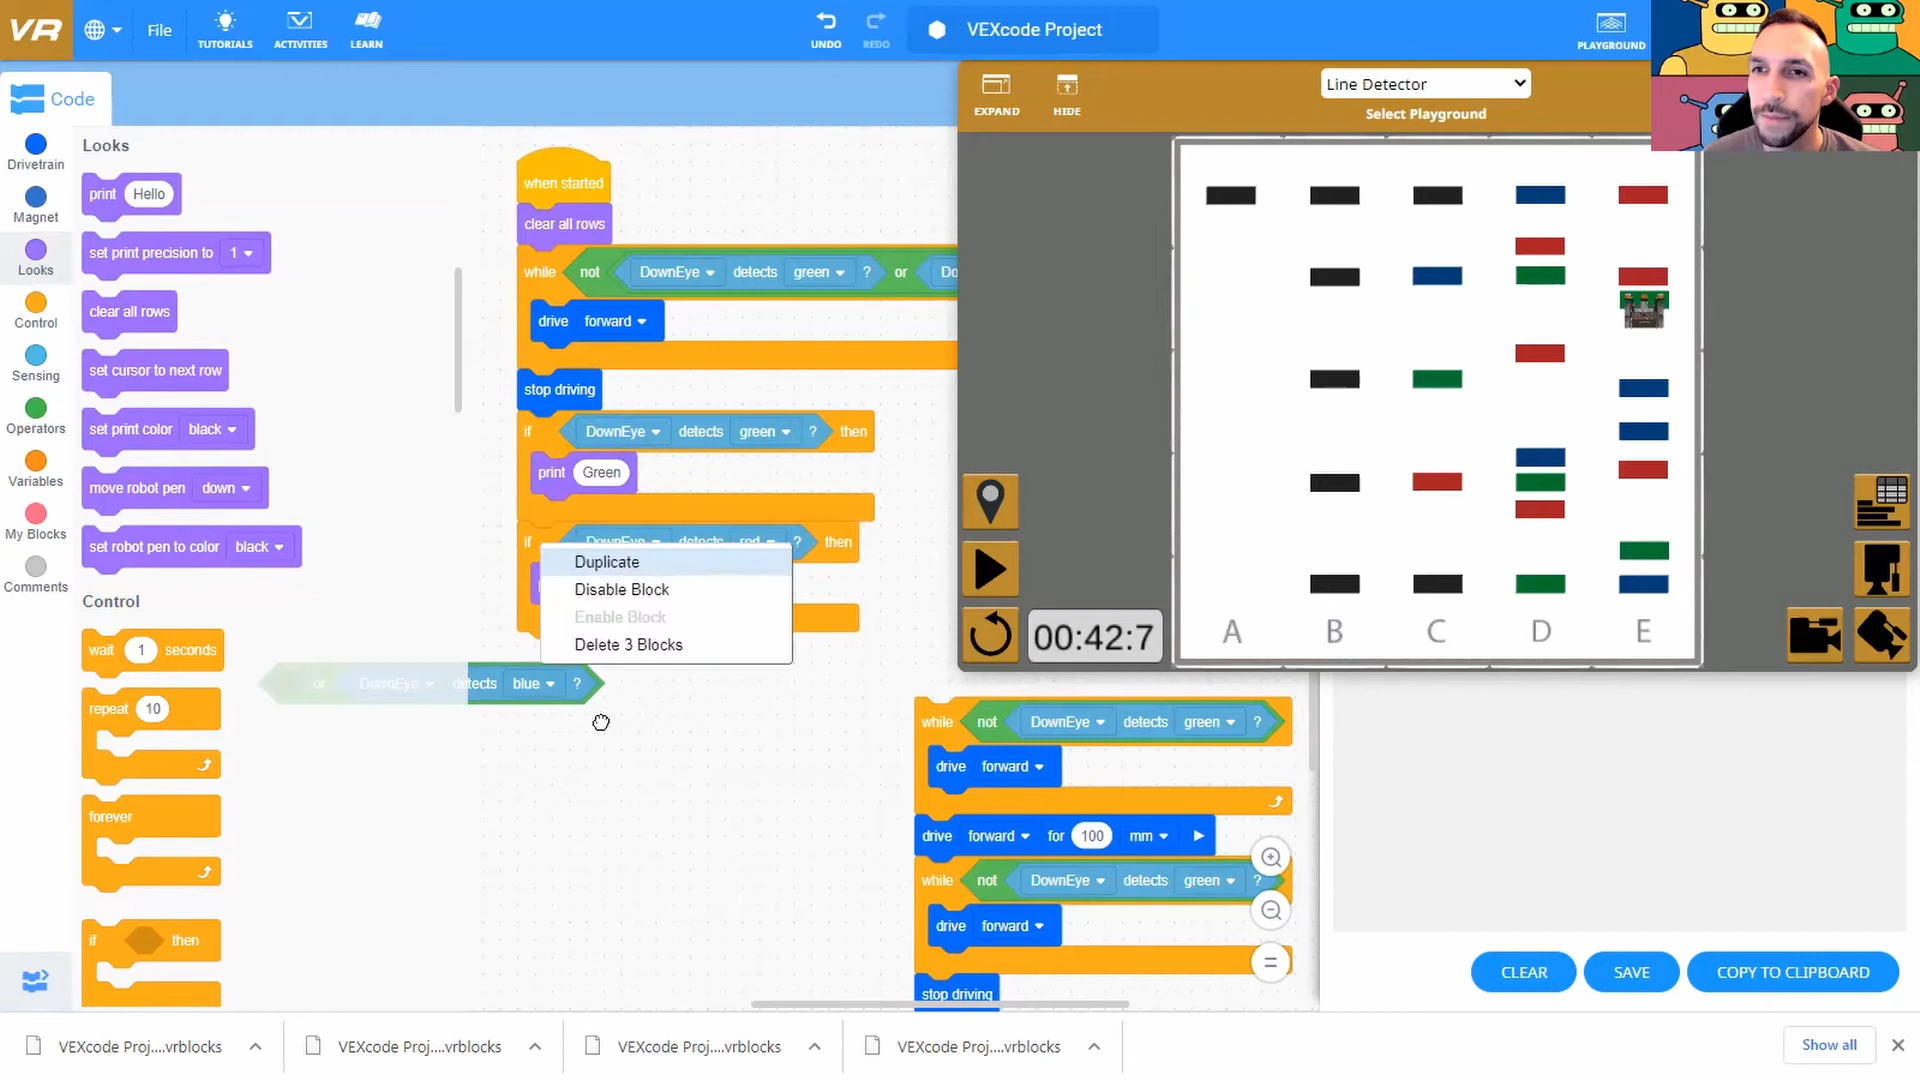 VR
File
TUTORIALS
ACTIVITIES
LEARN
UNDO
REDO
VEXcode Project
PLAYGROUND
Code
EXPAND
HIDE
Line Detector
Select Playground
Drivetrain
Magnet
Looks
Control
Sensing
Operators
Variables
My Blocks
Comments
Looks
print Hello
set print precision to 1
clear all rows
set cursor to next row
set print color black
move robot pen down
set robot pen to color black
Control
wait 1 seconds
repeat 10
forever
if then
when started
clear all rows
while not DownEye detects green ? or Do
drive forward
stop driving
if DownEye detects green ? then
print Green
if DownEye detects red ? then
Duplicate
Disable Block
Enable Block
Delete 3 Blocks
or DownEye detects blue ?
while not DownEye detects green ?
drive forward
drive forward for 100 mm
while not DownEye detects green ?
drive forward
stop driving
=
A B C D E
00:42:7
CLEAR
SAVE
COPY TO CLIPBOARD
VEXcode Proj....vrblocks
VEXcode Proj....vrblocks
VEXcode Proj....vrblocks
VEXcode Proj....vrblocks
Show all